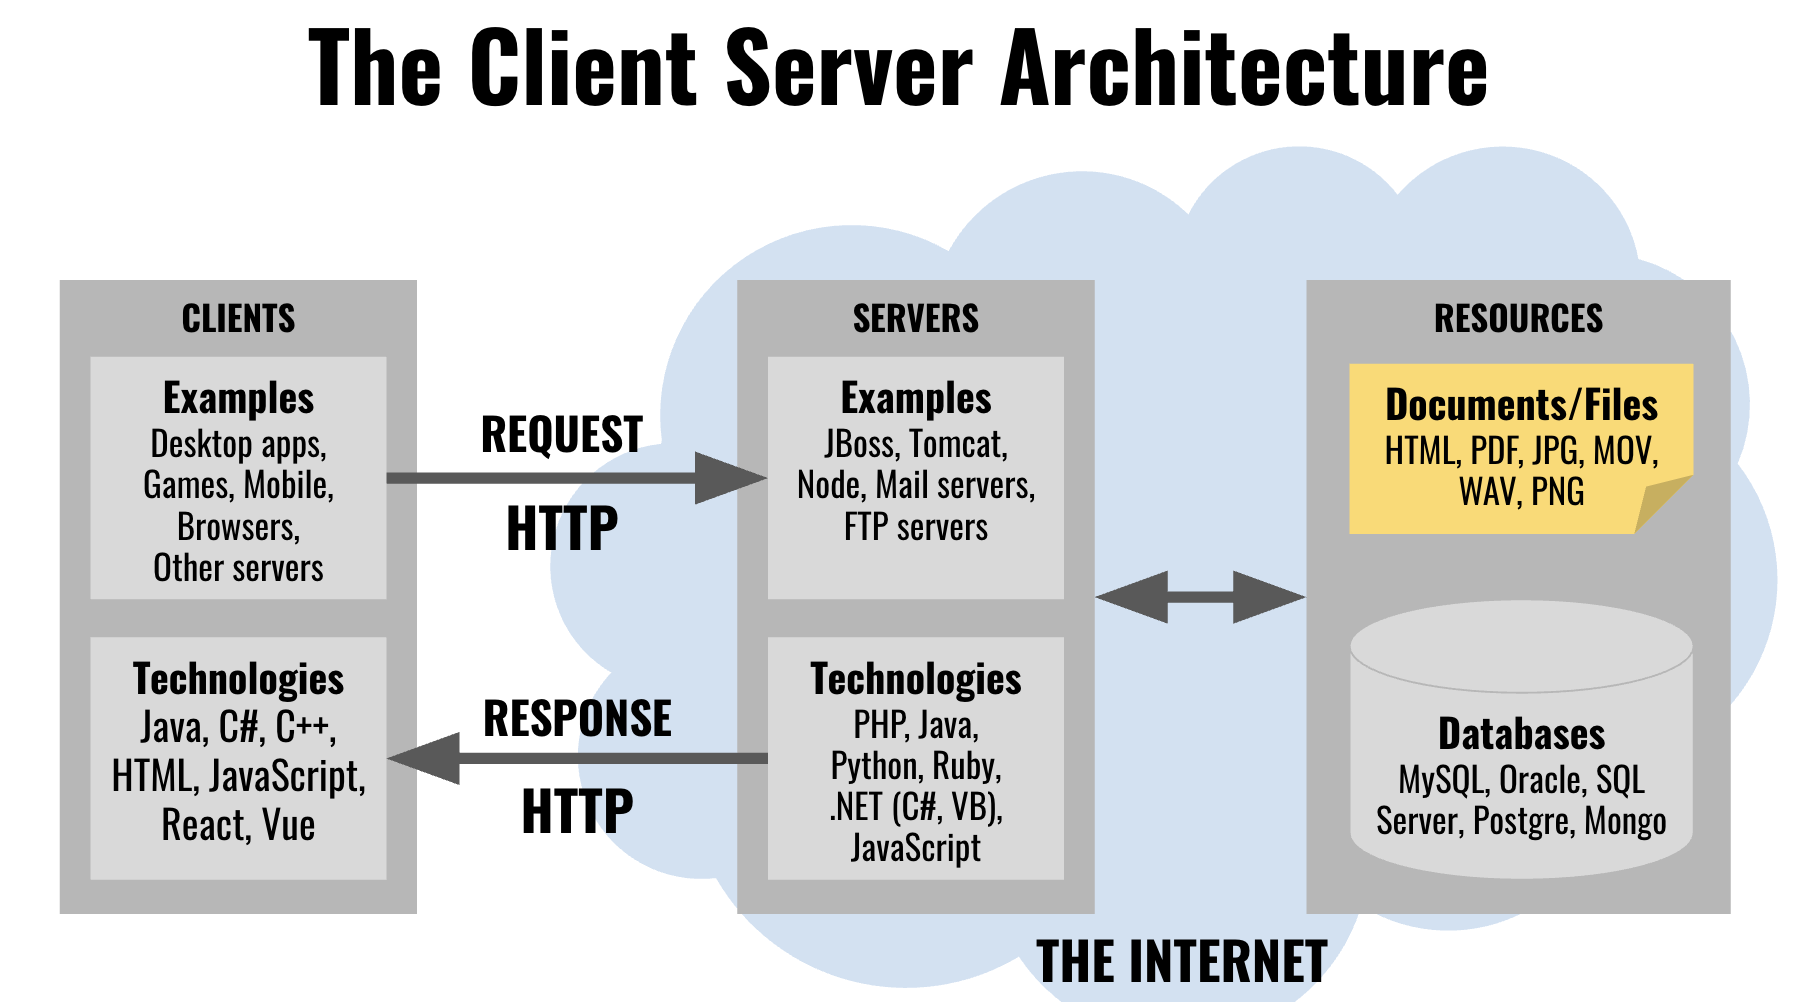 The Client Server Architecture
CLIENTS
Examples
Desktop apps,
Games, Mobile,
Browsers,
Other servers
Technologies
Java, C#, C++,
HTML, JavaScript,
React, Vue
REQUEST
HTTP
RESPONSE
HTTP
SERVERS
Examples
JBoss, Tomcat,
Node, Mail servers,
FTP servers
Technologies
PHP, Java,
Python, Ruby,
.NET (C#, VB),
JavaScript
RESOURCES
Documents/Files
HTML, PDF, JPG, MOV,
WAV, PNG
Databases
MySQL, Oracle, SQL
Server, Postgre, Mongo
THE INTERNET